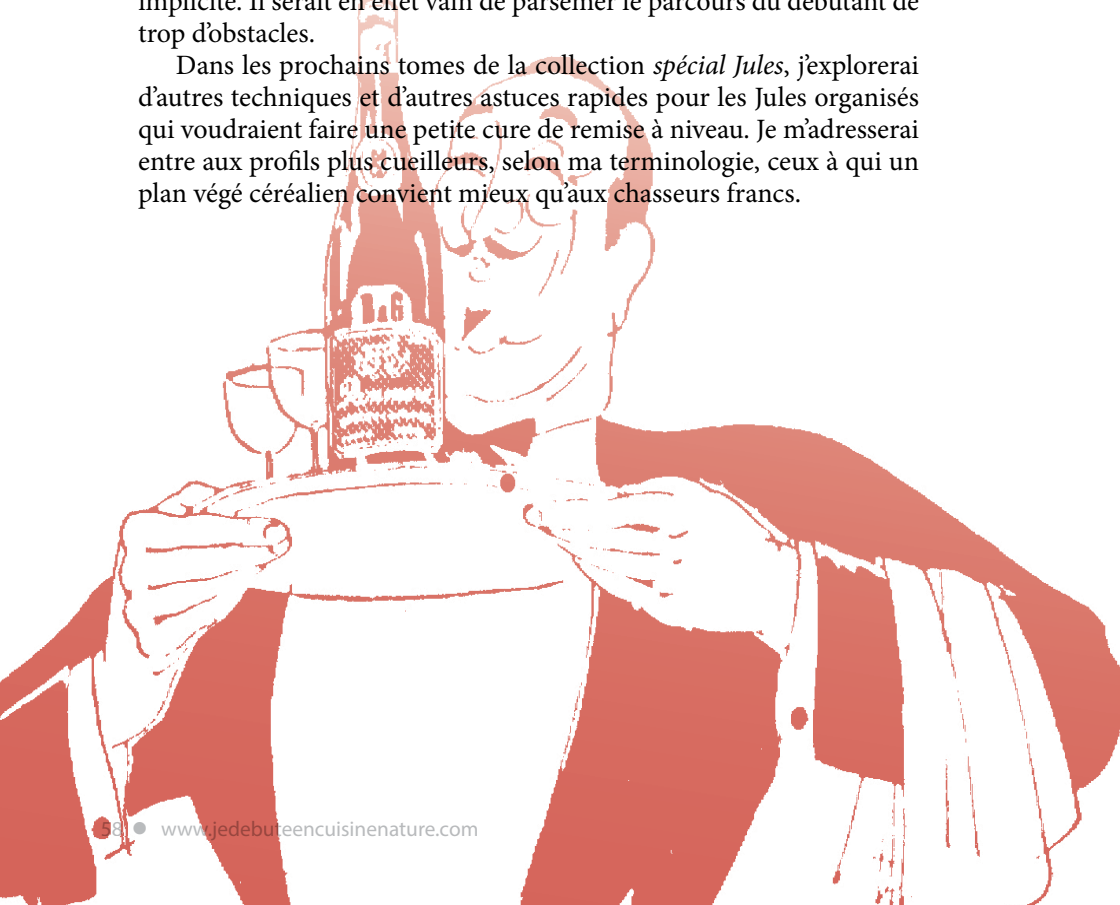 implicite. Il serait en effet vain de parsemer le parcours du débutant de
trop d'obstacles.
Dans les prochains tomes de la collection spécial Jules, j'explorerai
d'autres techniques et d'autres astuces rapides pour les Jules organisés
qui voudraient faire une petite cure de remise à niveau. Je m'adresserai
entre aux profils plus cueilleurs, selon ma terminologie, ceux à qui un
plan végé céréalien convient mieux qu'aux chasseurs francs.
B&G
58 ● www.jedebuteencuisinenature.com